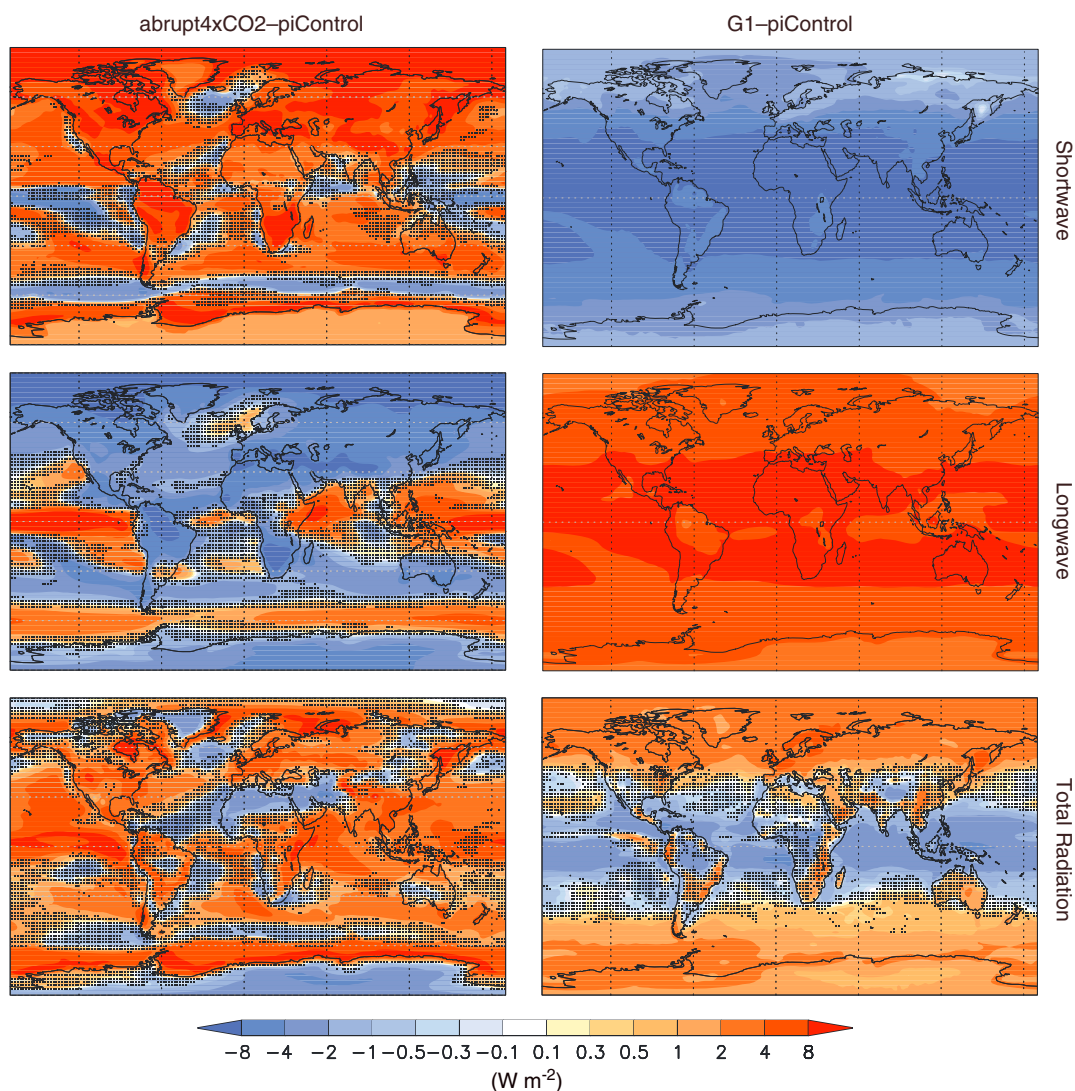 abrupt4xCO2–piControl
G1–piControl
Shortwave
Longwave
Total Radiation
−8 −4 −2 −1 −0.5 −0.3 −0.1 0.1 0.3 0.5 1 2 4 8
(W m-2)